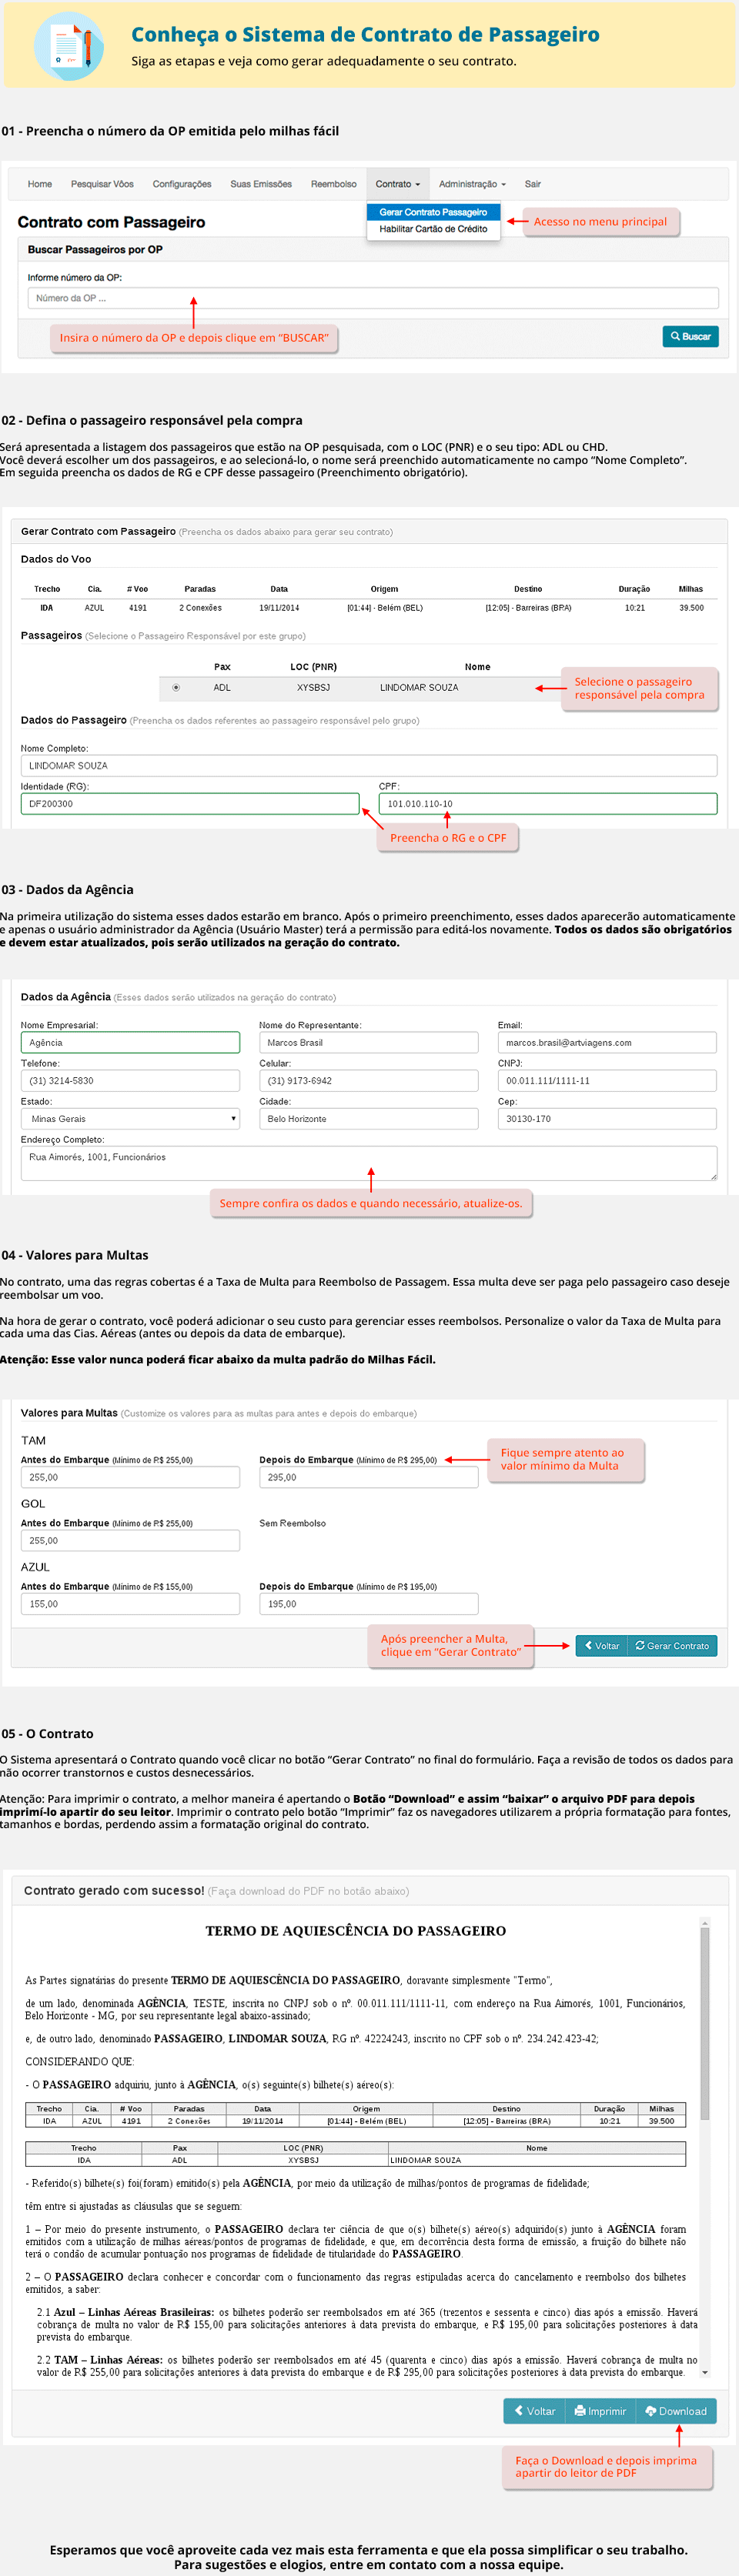 Conheça o Sistema de Contrato de Passageiro
Siga as etapas e veja como gerar adequadamente o seu contrato.
01 - Preencha o número da OP emitida pelo milhas fácil
Home Pesquisar Vôos Configurações Suas Emissões Reembolso Contrato Administração Sair
Gerar Contrato Passageiro
Habilitar Cartão de Crédito
Acesso no menu principal
Contrato com Passageiro
Buscar Passageiros por OP
Informe número da OP:
Número da OP ...
Insira o número da OP e depois clique em “BUSCAR”
Buscar
02 - Defina o passageiro responsável pela compra
Será apresentada a listagem dos passageiros que estão na OP pesquisada, com o LOC (PNR) e o seu tipo: ADL ou CHD.
Você deverá escolher um dos passageiros, e ao selecioná-lo, o nome será preenchido automaticamente no campo “Nome Completo”.
Em seguida preencha os dados de RG e CPF desse passageiro (Preenchimento obrigatório).
Gerar Contrato com Passageiro (Preencha os dados abaixo para gerar seu contrato)
Dados do Voo
Trecho Cia. # Voo Paradas Data Origem Destino Duração Milhas
IDA AZUL 4191 2 Conexões 19/11/2014 [01:44] - Belém (BEL) [12:05] - Barreiras (BRA) 10:21 39.500
Passageiros (Selecione o Passageiro Responsável por este grupo)
Pax LOC (PNR) Nome
ADL XYSBSJ LINDOMAR SOUZA
Selecione o passageiro
responsável pela compra
Dados do Passageiro (Preencha os dados referentes ao passageiro responsável pelo grupo)
Nome Completo:
LINDOMAR SOUZA
Identidade (RG): CPF:
DF200300 101.010.110-10
Preencha o RG e o CPF
03 - Dados da Agência
Na primeira utilização do sistema esses dados estarão em branco. Após o primeiro preenchimento, esses dados aparecerão automaticamente
e apenas o usuário administrador da Agência (Usuário Master) terá a permissão para editá-los novamente. Todos os dados são obrigatórios
e devem estar atualizados, pois serão utilizados na geração do contrato.
Dados da Agência (Esses dados serão utilizados na geração do contrato)
Nome Empresarial: Nome do Representante: Email:
Agência Marcos Brasil marcos.brasil@artviagens.com
Telefone: Celular: CNPJ:
(31) 3214-5830 (31) 9173-6942 00.011.111/1111-11
Estado: Cidade: Cep:
Minas Gerais Belo Horizonte 30130-170
Endereço Completo:
Rua Aimorés, 1001, Funcionários
Sempre confira os dados e quando necessário, atualize-os.
04 - Valores para Multas
No contrato, uma das regras cobertas é a Taxa de Multa para Reembolso de Passagem. Essa multa deve ser paga pelo passageiro caso deseje
reembolsar um voo.
Na hora de gerar o contrato, você poderá adicionar o seu custo para gerenciar esses reembolsos. Personalize o valor da Taxa de Multa para
cada uma das Cias. Aéreas (antes ou depois da data de embarque).
Atenção: Esse valor nunca poderá ficar abaixo da multa padrão do Milhas Fácil.
Valores para Multas (Customize os valores para as multas para antes e depois do embarque)
TAM
Antes do Embarque (Mínimo de R$ 255,00) Depois do Embarque (Mínimo de R$ 295,00)
255,00 295,00
Fique sempre atento ao
valor mínimo da Multa
GOL
Antes do Embarque (Mínimo de R$ 255,00) Sem Reembolso
255,00
AZUL
Antes do Embarque (Mínimo de R$ 155,00) Depois do Embarque (Mínimo de R$ 195,00)
155,00 195,00
Após preencher a Multa,
clique em “Gerar Contrato”
Voltar Gerar Contrato
05 - O Contrato
O Sistema apresentará o Contrato quando você clicar no botão “Gerar Contrato” no final do formulário. Faça a revisão de todos os dados para
não ocorrer transtornos e custos desnecessários.
Atenção: Para imprimir o contrato, a melhor maneira é apertando o Botão “Download” e assim “baixar” o arquivo PDF para depois
imprimí-lo apartir do seu leitor. Imprimir o contrato pelo botão “Imprimir” faz os navegadores utilizarem a própria formatação para fontes,
tamanhos e bordas, perdendo assim a formatação original do contrato.
Contrato gerado com sucesso! (Faça download do PDF no botão abaixo)
TERMO DE AQUIESCÊNCIA DO PASSAGEIRO
As Partes signatárias do presente TERMO DE AQUIESCÊNCIA DO PASSAGEIRO, doravante simplesmente "Termo",
de um lado, denominada AGÊNCIA, TESTE, inscrita no CNPJ sob o nº. 00.011.111/1111-11, com endereço na Rua Aimorés, 1001, Funcionários,
Belo Horizonte - MG, por seu representante legal abaixo-assinado;
e, de outro lado, denominado PASSAGEIRO, LINDOMAR SOUZA, RG nº. 42224243, inscrito no CPF sob o nº. 234.242.423-42;
CONSIDERANDO QUE:
- O PASSAGEIRO adquiriu, junto à AGÊNCIA, o(s) seguinte(s) bilhete(s) aéreo(s):
Trecho Cia. # Voo Paradas Data Origem Destino Duração Milhas
IDA AZUL 4191 2 Conexões 19/11/2014 [01:44] - Belém (BEL) [12:05] - Barreiras (BRA) 10:21 39.500
Trecho Pax LOC (PNR) Nome
IDA ADL XYSBSJ LINDOMAR SOUZA
- Referido(s) bilhete(s) foi(foram) emitido(s) pela AGÊNCIA, por meio da utilização de milhas/pontos de programas de fidelidade;
têm entre si ajustadas as cláusulas que se seguem:
1 – Por meio do presente instrumento, o PASSAGEIRO declara ter ciência de que o(s) bilhete(s) aéreo(s) adquirido(s) junto à AGÊNCIA foram
emitidos com a utilização de milhas aéreas/pontos de programas de fidelidade, e que, em decorrência desta forma de emissão, a fruição do bilhete não
terá o condão de acumular pontuação nos programas de fidelidade de titularidade do PASSAGEIRO.
2 – O PASSAGEIRO declara conhecer e concordar com o funcionamento das regras estipuladas acerca do cancelamento e reembolso dos bilhetes
emitidos, a saber:
2.1 Azul – Linhas Aéreas Brasileiras: os bilhetes poderão ser reembolsados em até 365 (trezentos e sessenta e cinco) dias após a emissão. Haverá
cobrança de multa no valor de R$ 155,00 para solicitações anteriores à data prevista do embarque, e R$ 195,00 para solicitações posteriores à data
prevista do embarque.
2.2 TAM – Linhas Aéreas: os bilhetes poderão ser reembolsados em até 45 (quarenta e cinco) dias após a emissão. Haverá cobrança de multa no
valor de R$ 255,00 para solicitações anteriores à data prevista do embarque e de R$ 295,00 para solicitações posteriores à data prevista do embarque.
Voltar Imprimir Download
Faça o Download e depois imprima
apartir do leitor de PDF
Esperamos que você aproveite cada vez mais esta ferramenta e que ela possa simplificar o seu trabalho.
Para sugestões e elogios, entre em contato com a nossa equipe.